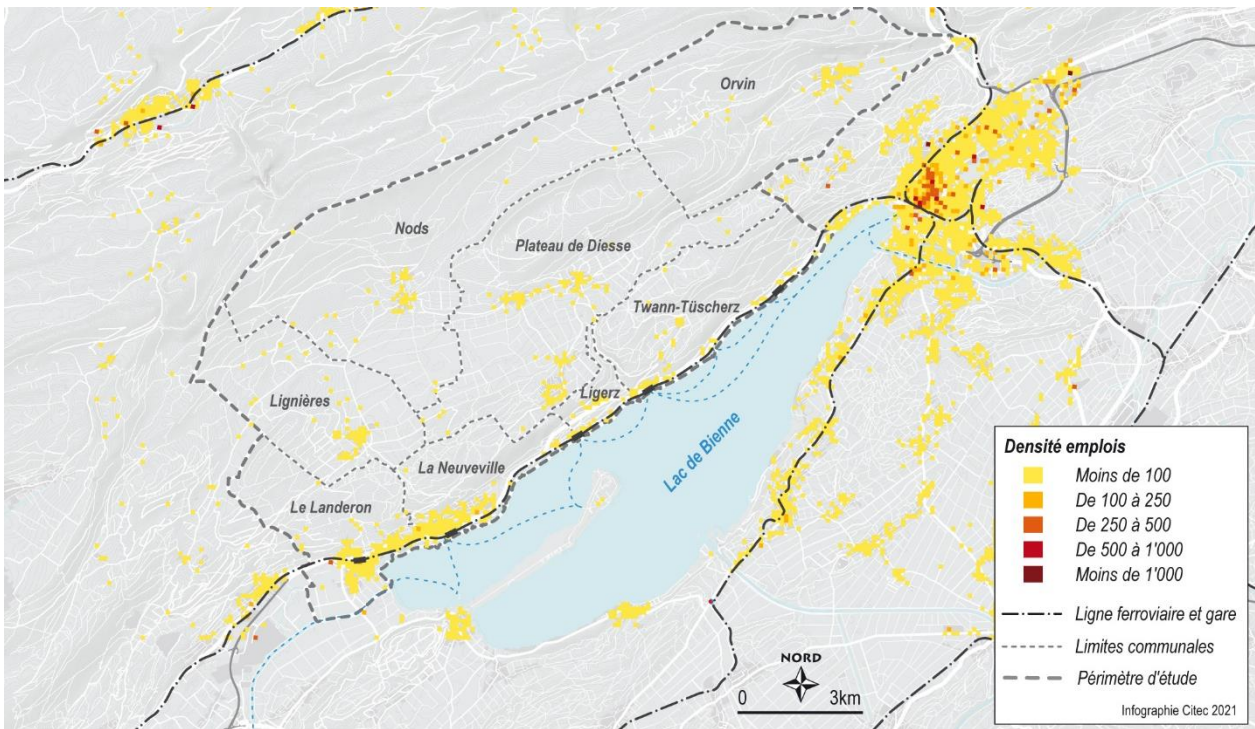 Orvin
Nods
Plateau de Diesse
Twann-Tüscherz
Lignières
Ligerz
La Neuveville
Le Landeron
Lac de Bienne
NORD
0 3km
Densité emplois
Moins de 100
De 100 à 250
De 250 à 500
De 500 à 1'000
Moins de 1'000
Ligne ferroviaire et gare
Limites communales
Périmètre d'étude
Infographie Citec 2021